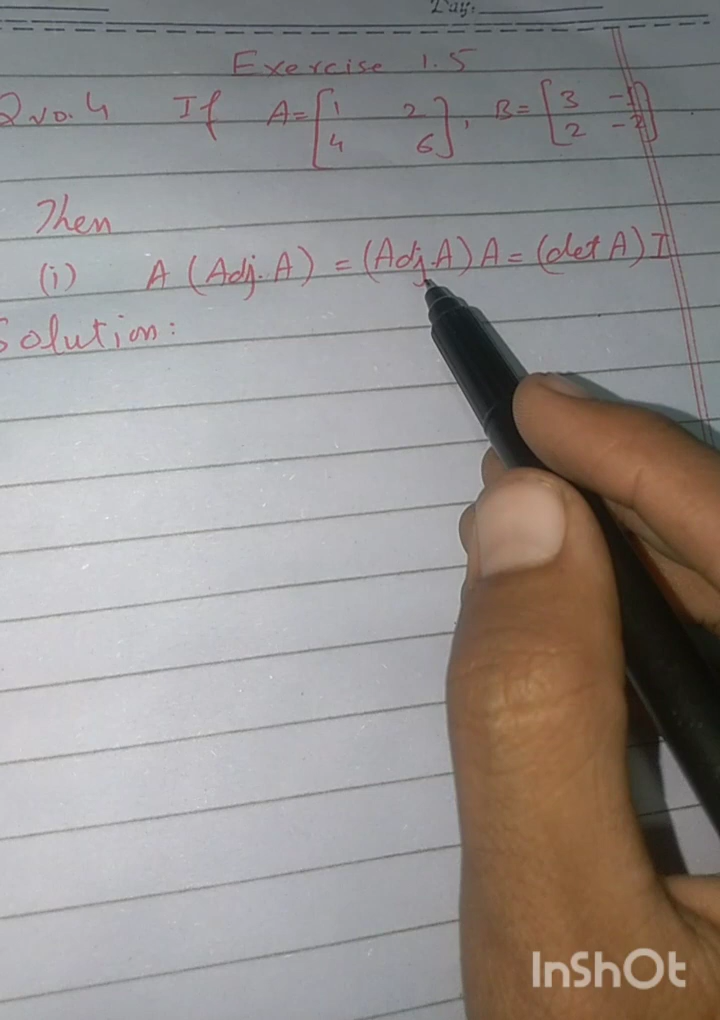 Day:
Exercise 1.5
Q No. 4 If A = [1 2], B = [3 -1]
[4 6] [2 -2]
Then
(i) A (Adj. A) = (Adj. A) A = (det A) I
Solution:
InShOt